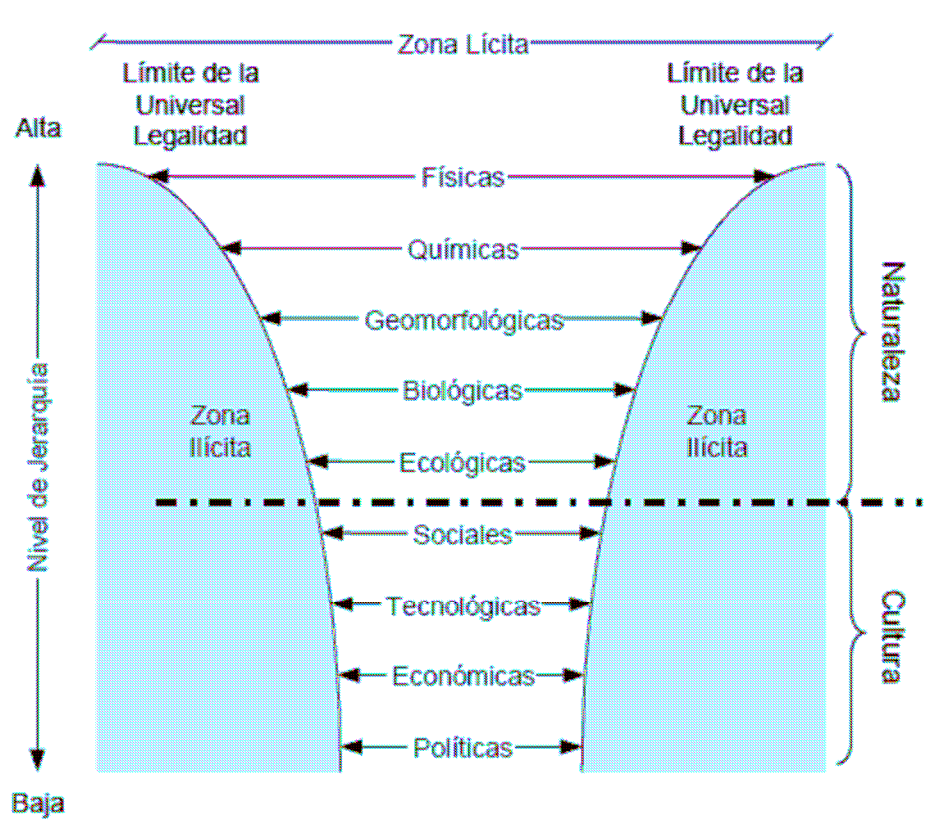 Zona Lícita
Límite de la
Universal
Legalidad
Límite de la
Universal
Legalidad
Alta
Físicas
Químicas
Geomorfológicas
Biológicas
Zona
Ilícita
Zona
Ilícita
Ecológicas
Nivel de Jerarquía
Naturaleza
Sociales
Tecnológicas
Económicas
Políticas
Cultura
Baja